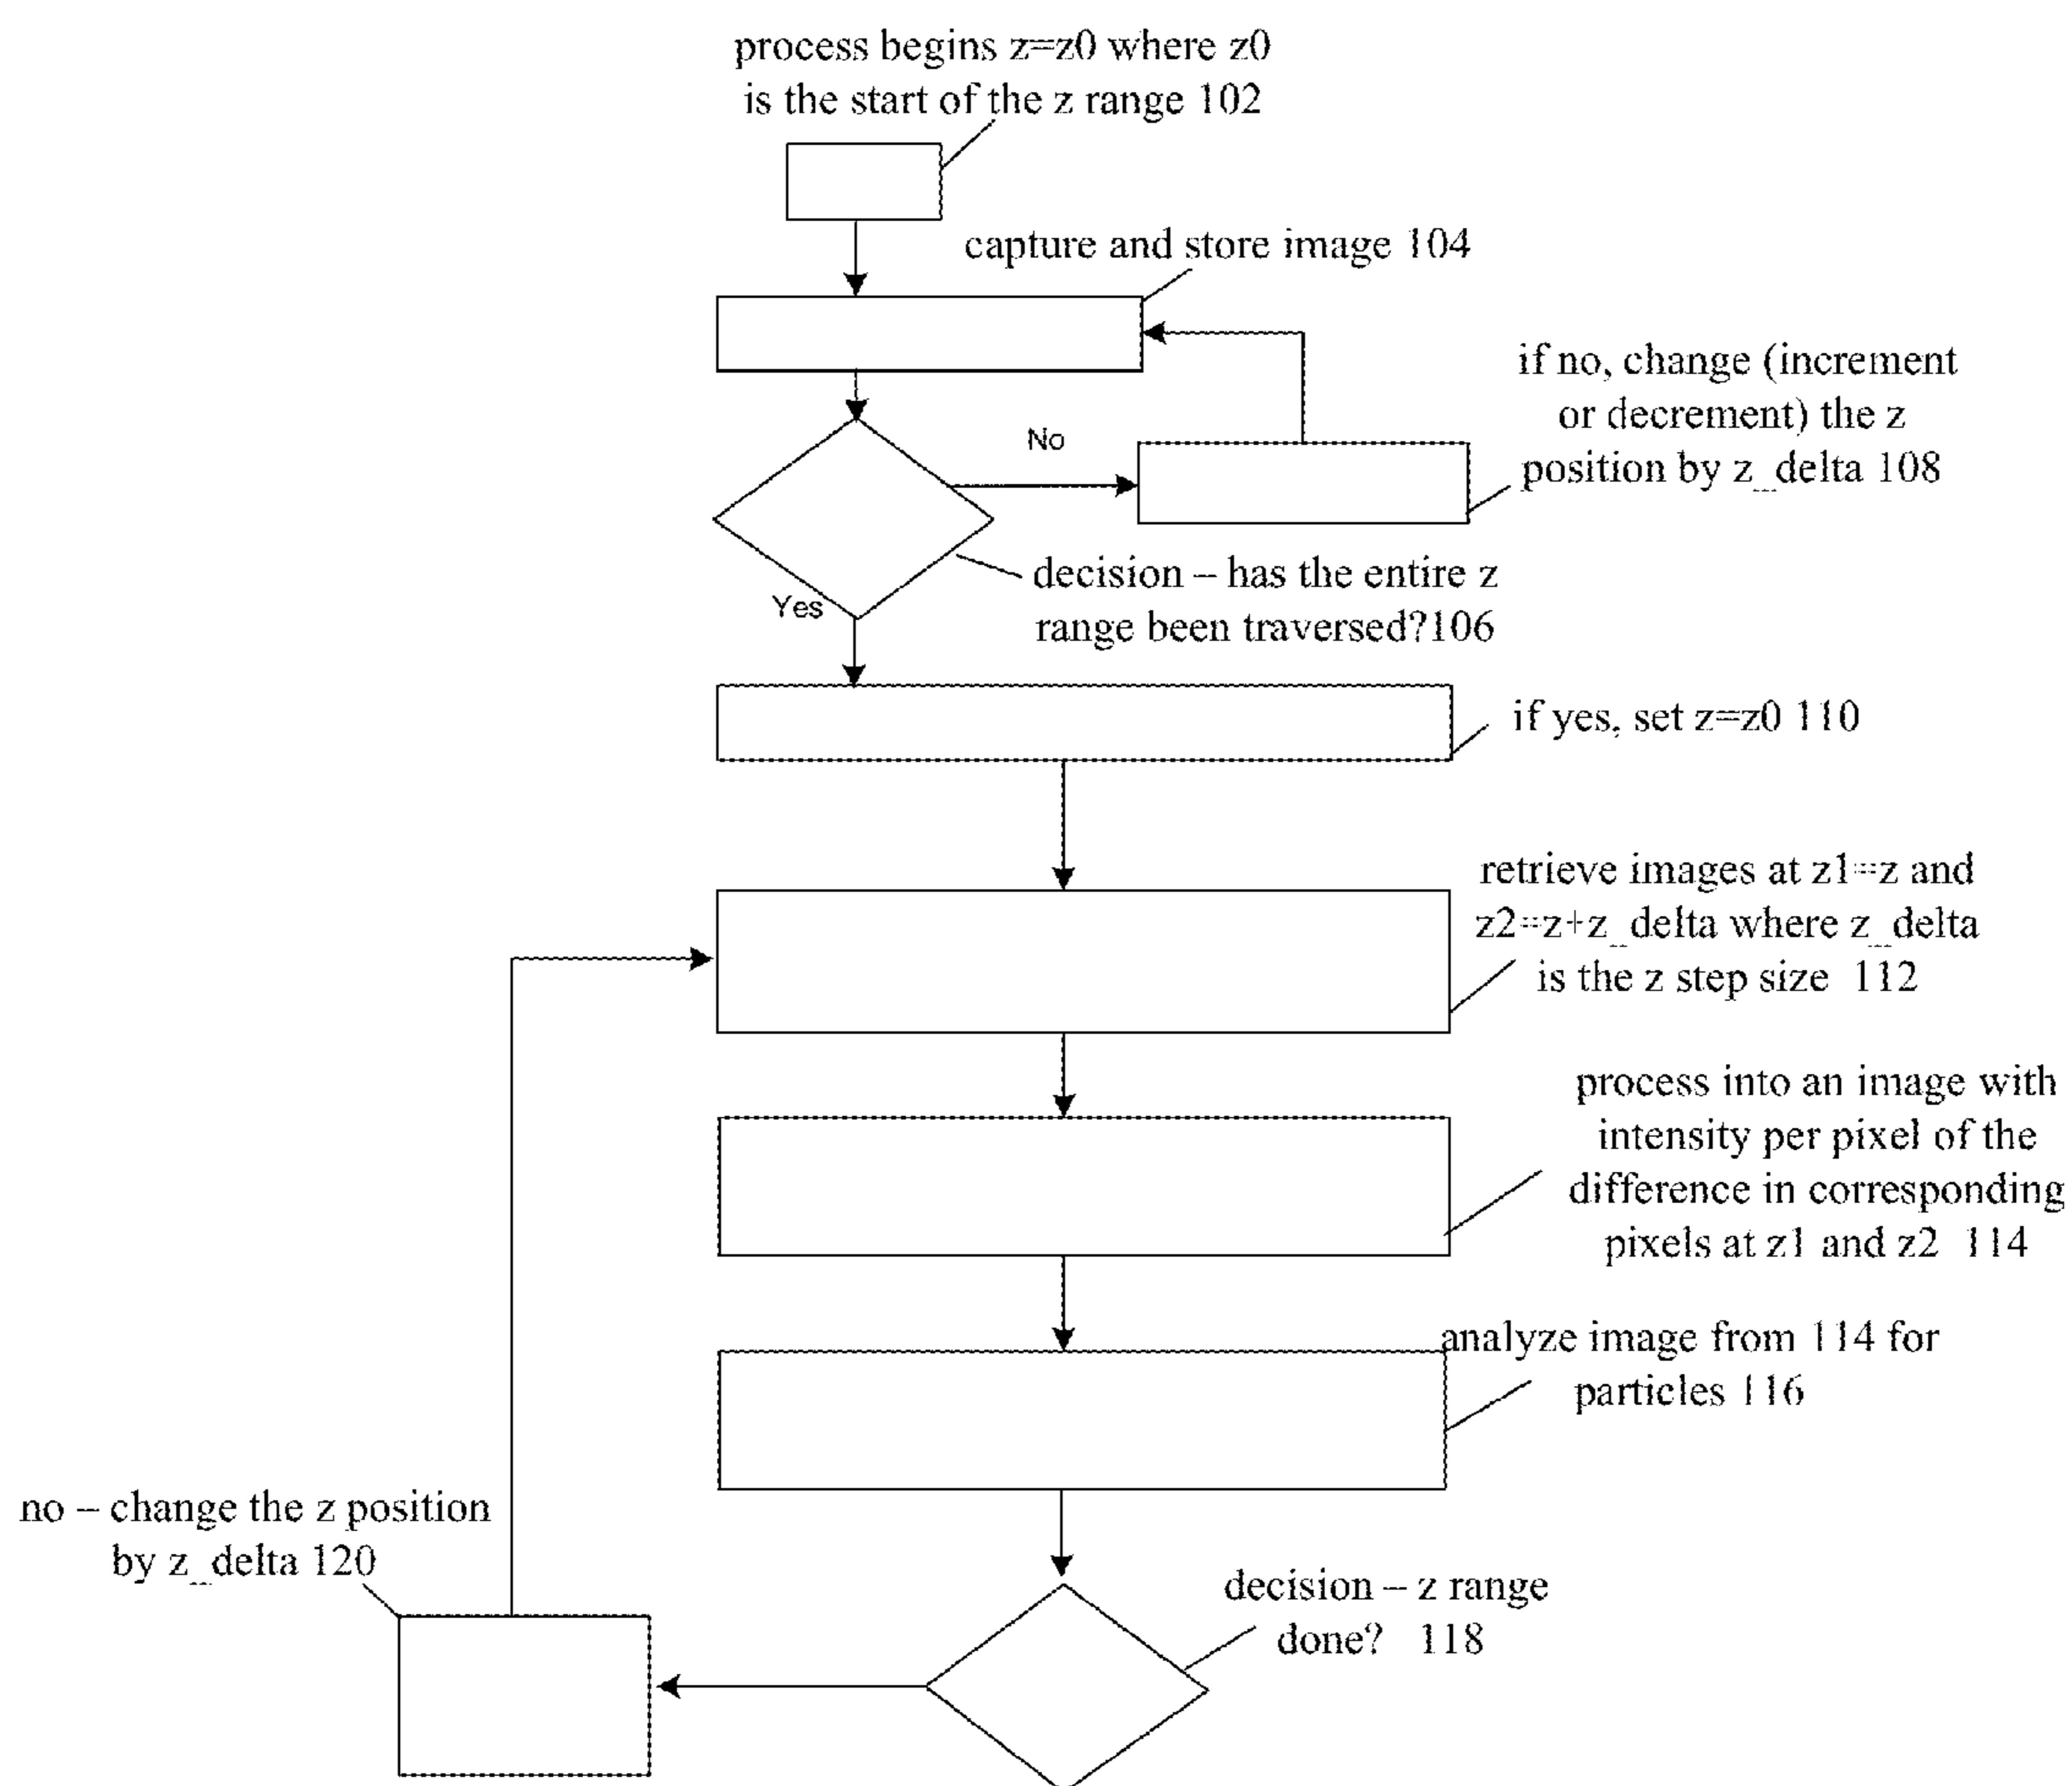 process begins z=z0 where z0
is the start of the z range 102
capture and store image 104
if no, change (increment
or decrement) the z
position by z_delta 108
No
decision – has the entire z
range been traversed?106
Yes
if yes, set z=z0 110
retrieve images at z1=z and
z2=z+z_delta where z_delta
is the z step size 112
process into an image with
intensity per pixel of the
difference in corresponding
pixels at z1 and z2 114
analyze image from 114 for
particles 116
no – change the z position
by z_delta 120
decision – z range
done? 118